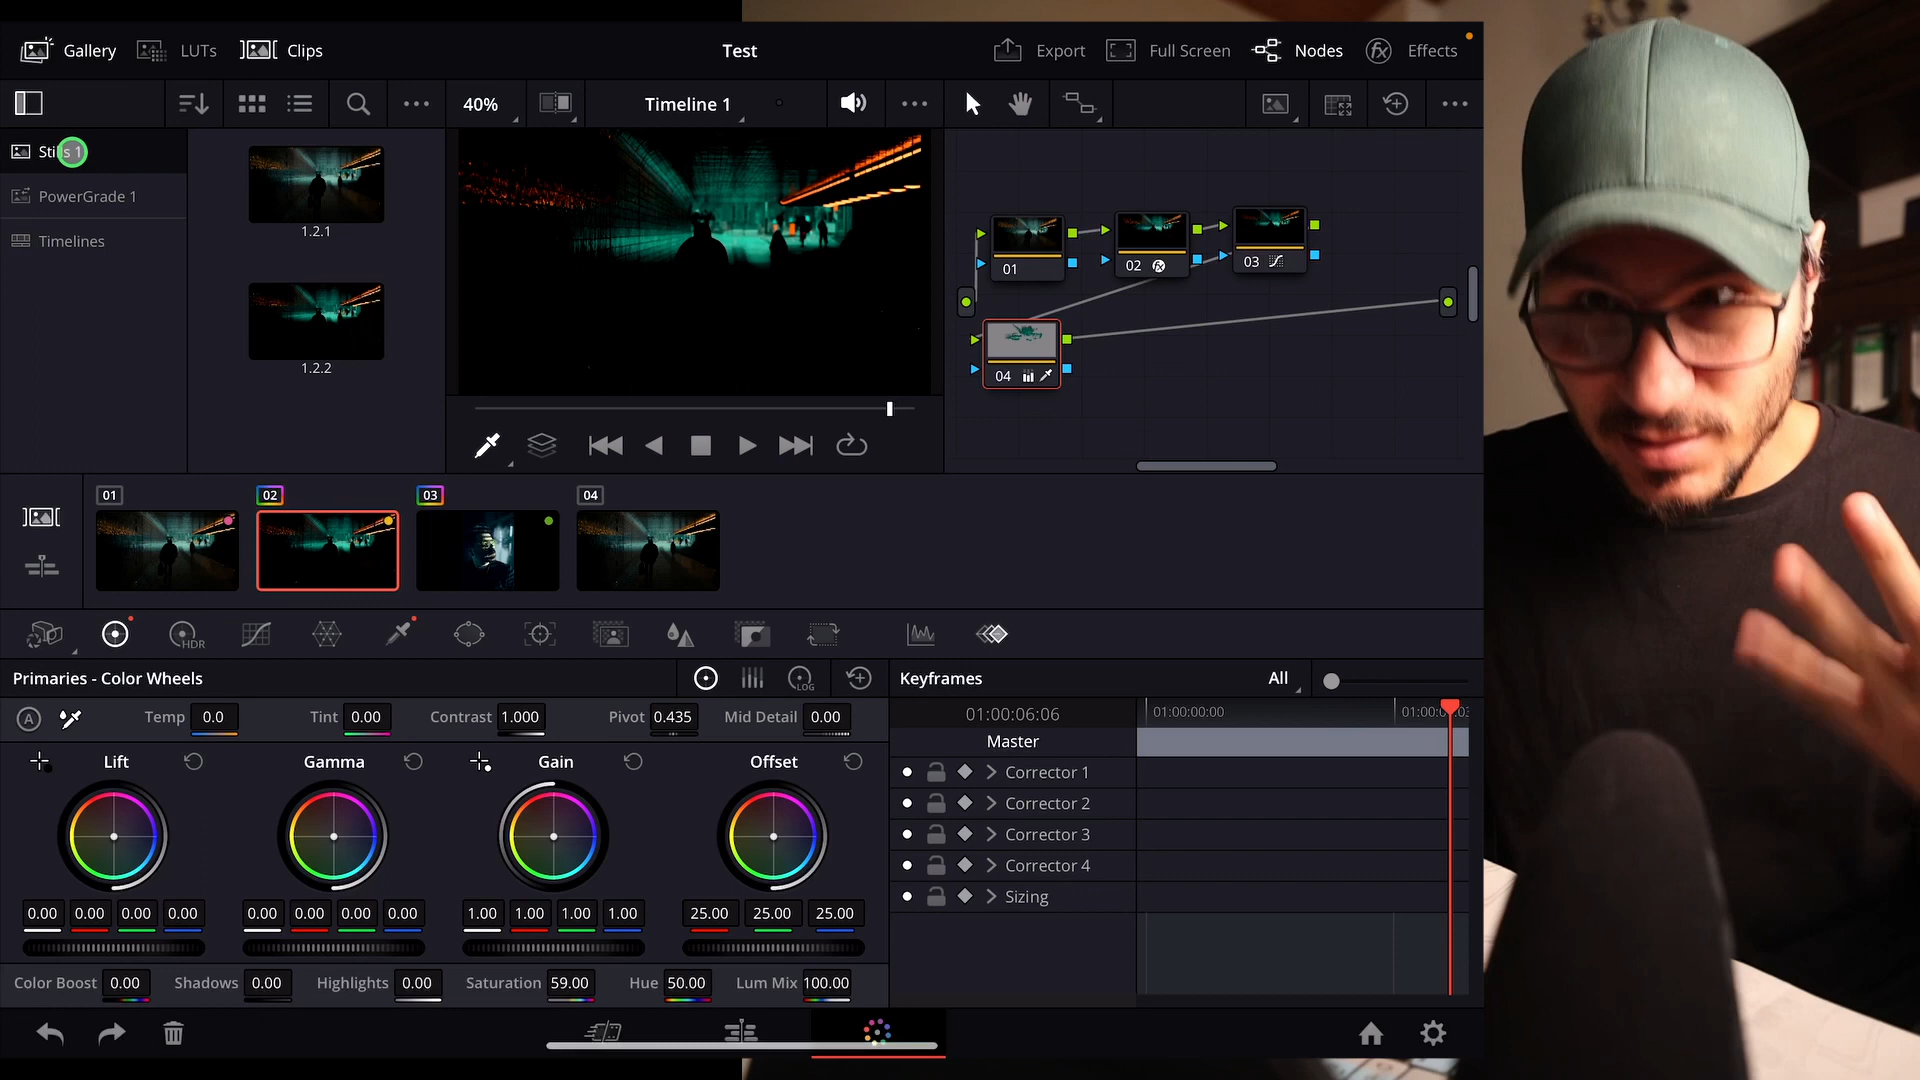 Gallery LUTs Clips Test Export Full Screen Nodes Effects
40% Timeline 1
Stills 1
PowerGrade 1
Timelines
1.2.1
1.2.2
01 02 03
04
01 02 03 04
HDR
Primaries - Color Wheels LOG Keyframes All
A Temp 0.0 Tint 0.00 Contrast 1.000 Pivot 0.435 Mid Detail 0.00
01:00:06:06 01:00:00:00
Master
Lift Gamma Gain Offset
Corrector 1
Corrector 2
Corrector 3
Corrector 4
Sizing
0.00 0.00 0.00 0.00 0.00 0.00 0.00 0.00 1.00 1.00 1.00 1.00 25.00 25.00 25.00
Color Boost 0.00 Shadows 0.00 Highlights 0.00 Saturation 59.00 Hue 50.00 Lum Mix 100.00